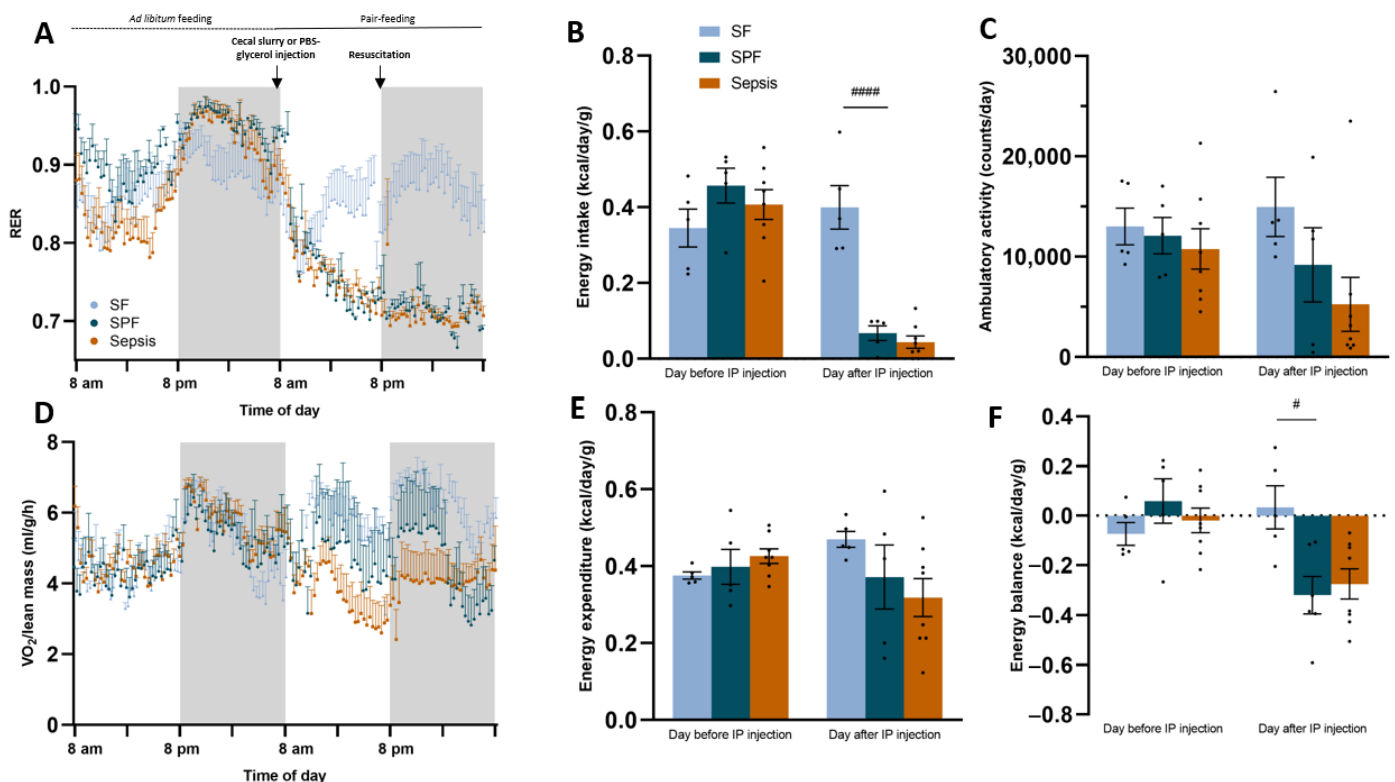 Ad libitum feeding
Pair-feeding
A
Cecal slurry or PBS-
glycerol injection
Resuscitation
1.0
0.9
0.8
0.7
RER
SF
SPF
Sepsis
8 am
8 pm
8 am
8 pm
Time of day
B
SF
SPF
Sepsis
0.8
0.6
0.4
0.2
0.0
Energy intake (kcal/day/g)
####
Day before IP injection
Day after IP injection
C
30,000
20,000
10,000
0
Ambulatory activity (counts/day)
Day before IP injection
Day after IP injection
D
8
6
4
2
0
VO2/lean mass (ml/g/h)
8 am
8 pm
8 am
8 pm
Time of day
E
0.8
0.6
0.4
0.2
0.0
Energy expenditure (kcal/day/g)
Day before IP injection
Day after IP injection
F
0.4
0.2
0.0
−0.2
−0.4
−0.6
−0.8
Energy balance (kcal/day/g)
#
Day before IP injection
Day after IP injection